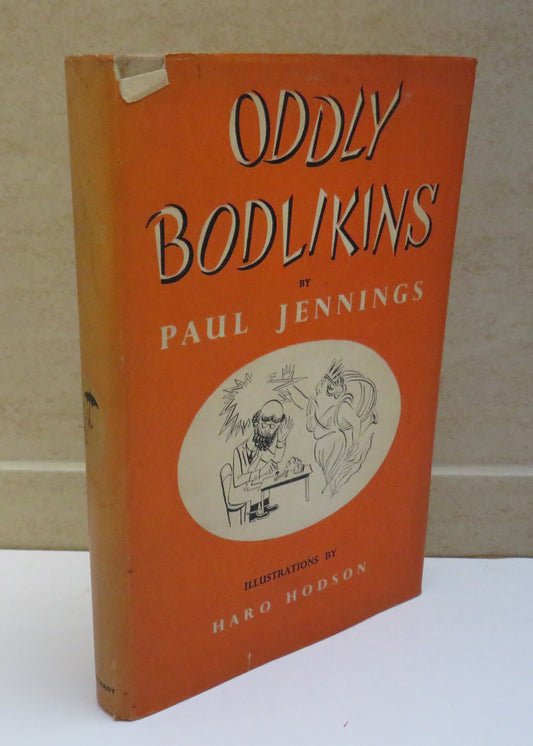 ODDLY
BODLIKINS
BY
PAUL JENNINGS
ILLUSTRATIONS BY
HARO HODSON